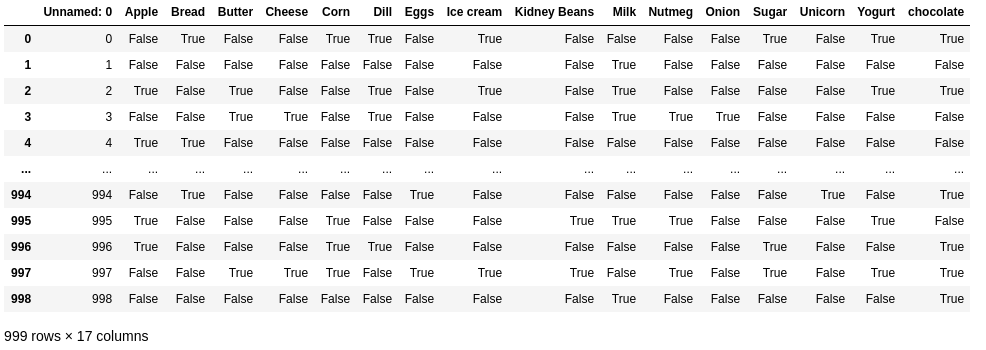 Unnamed: 0 Apple Bread Butter Cheese Corn Dill Eggs Ice cream Kidney Beans Milk Nutmeg Onion Sugar Unicorn Yogurt chocolate
0 0 False True False False True True False True False False False False True False True True
1 1 False False False False False False False False False True False False False False False False
2 2 True False True False False True False True False True False False False False True True
3 3 False False True True False True False False False True True True False False False False
4 4 True True False False False False False False False False False False False False False False
... ... ... ... ... ... ... ... ... ... ... ... ... ... ... ... ... ...
994 994 False True False False False False True False False False False False False True False True
995 995 True False False False True False False False True True True False False False True False
996 996 True False False False True True False False False False False False True False True True
997 997 False False True True True False True True True False True False True False True True
998 998 False False False False False False False False False True False False False False False True
999 rows × 17 columns